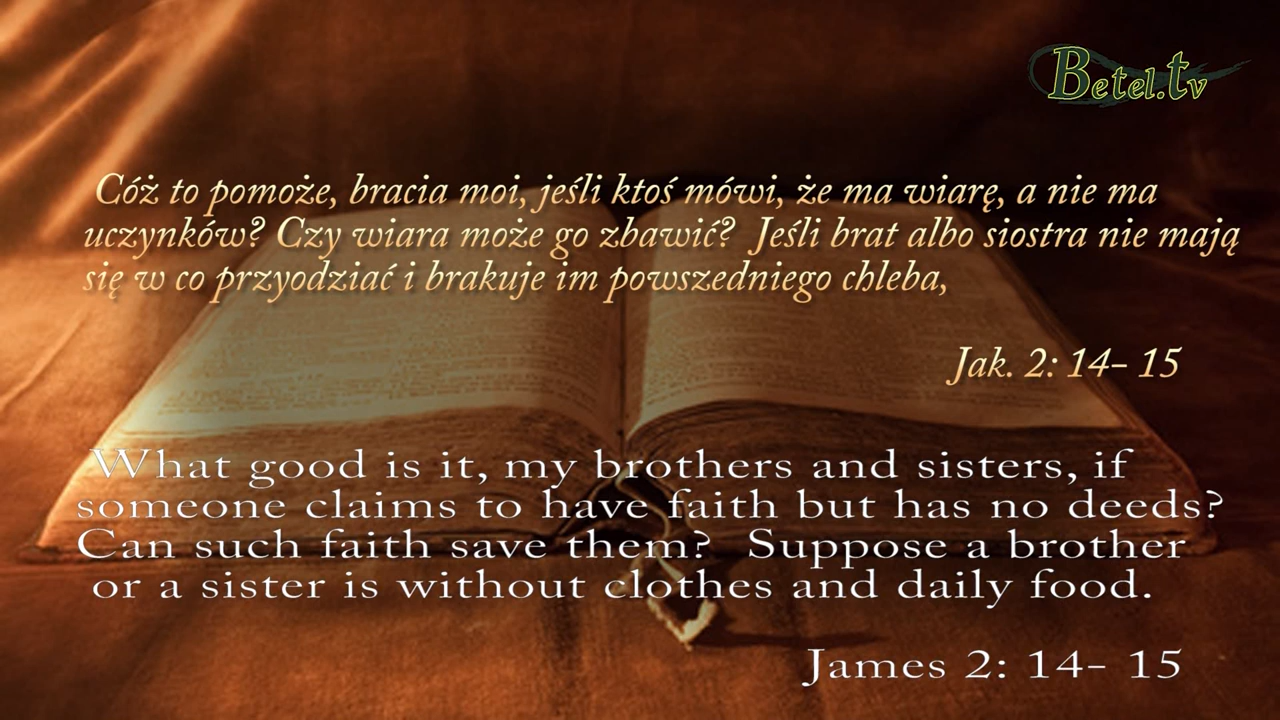 Betel.tv
Cóż to pomoże, bracia moi, jeśli ktoś mówi, że ma wiarę, a nie ma
uczynków? Czy wiara może go zbawić? Jeśli brat albo siostra nie mają
się w co przyodziać i brakuje im powszedniego chleba,
Jak. 2: 14- 15
What good is it, my brothers and sisters, if
someone claims to have faith but has no deeds?
Can such faith save them? Suppose a brother
or a sister is without clothes and daily food.
James 2: 14- 15